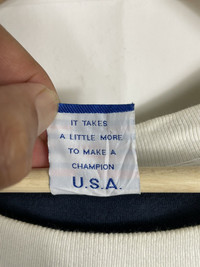 IT TAKES
A LITTLE MORE
TO MAKE A
CHAMPION
U.S.A.